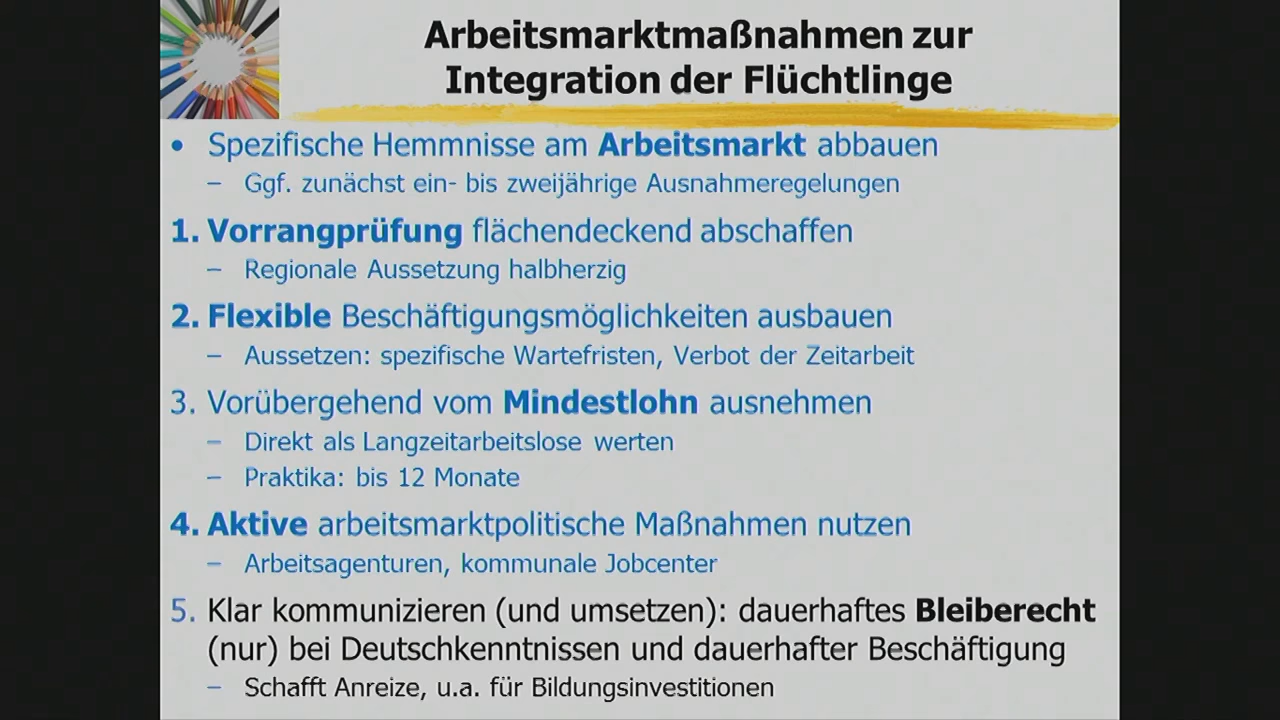 Arbeitsmarktmaßnahmen zur
Integration der Flüchtlinge
• Spezifische Hemmnisse am Arbeitsmarkt abbauen
– Ggf. zunächst ein- bis zweijährige Ausnahmeregelungen
1. Vorrangprüfung flächendeckend abschaffen
– Regionale Aussetzung halbherzig
2. Flexible Beschäftigungsmöglichkeiten ausbauen
– Aussetzen: spezifische Wartefristen, Verbot der Zeitarbeit
3. Vorübergehend vom Mindestlohn ausnehmen
– Direkt als Langzeitarbeitslose werten
– Praktika: bis 12 Monate
4. Aktive arbeitsmarktpolitische Maßnahmen nutzen
– Arbeitsagenturen, kommunale Jobcenter
5. Klar kommunizieren (und umsetzen): dauerhaftes Bleiberecht
(nur) bei Deutschkenntnissen und dauerhafter Beschäftigung
– Schafft Anreize, u.a. für Bildungsinvestitionen